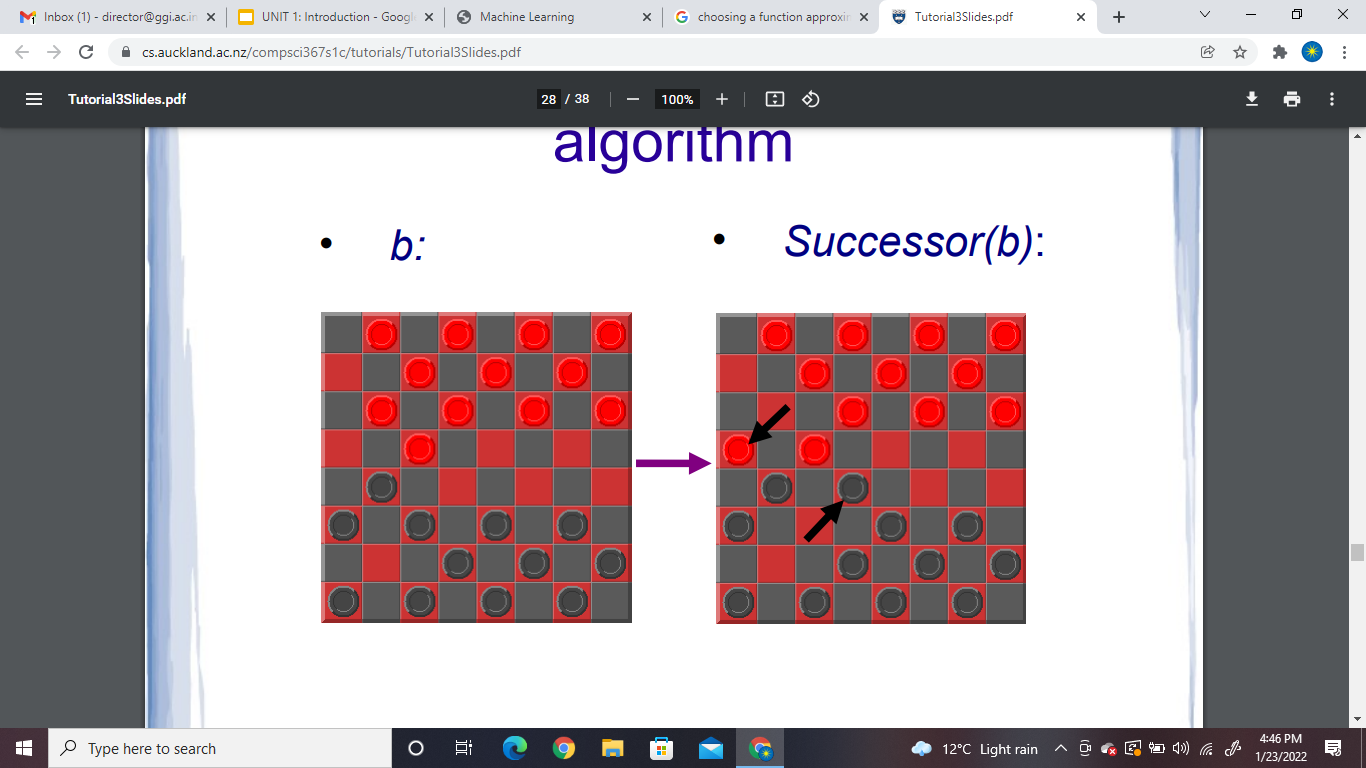 Inbox (1) - director@ggi.ac.in
UNIT 1: Introduction - Googl
Machine Learning
choosing a function approxin
Tutorial3Slides.pdf
cs.auckland.ac.nz/compsci367s1c/tutorials/Tutorial3Slides.pdf
Tutorial3Slides.pdf
28 / 38
100%
algorithm
• b:
• Successor(b):
Type here to search
12°C Light rain
4:46 PM
1/23/2022